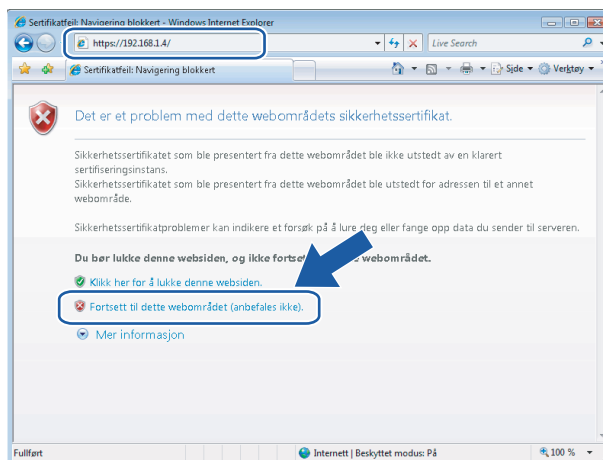 Sertifikatfeil: Navigering blokkert - Windows Internet Explorer
https://192.168.1.4/
Live Search
Sertifikatfeil: Navigering blokkert
Side
Verktøy
Det er et problem med dette webområdets sikkerhetssertifikat.
Sikkerhetssertifikatet som ble presentert fra dette webområdet ble ikke utstedt av en klarert
sertifiseringsinstans.
Sikkerhetssertifikatet som ble presentert fra dette webområdet ble utstedt for adressen til et annet
webområde.
Sikkerhetssertifikatproblemer kan indikere et forsøk på å lure deg eller fange opp data du sender til serveren.
Du bør lukke denne websiden, og ikke webområdet.
Klikk her for å lukke denne websiden.
Fortsett til dette webområdet (anbefales ikke).
Mer informasjon
Fullført
Internett | Beskyttet modus: På
100 %